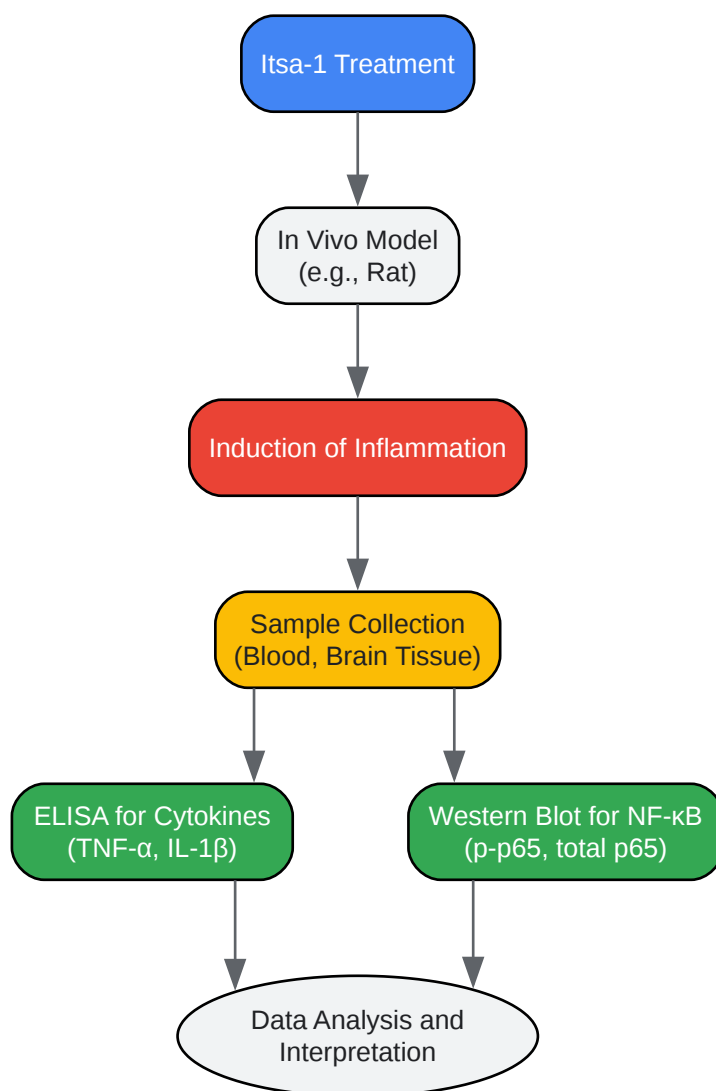 Itsa-1 Treatment
In Vivo Model
(e.g., Rat)
Induction of Inflammation
Sample Collection
(Blood, Brain Tissue)
ELISA for Cytokines
(TNF-α, IL-1β)
Western Blot for NF-κB
(p-p65, total p65)
Data Analysis and
Interpretation